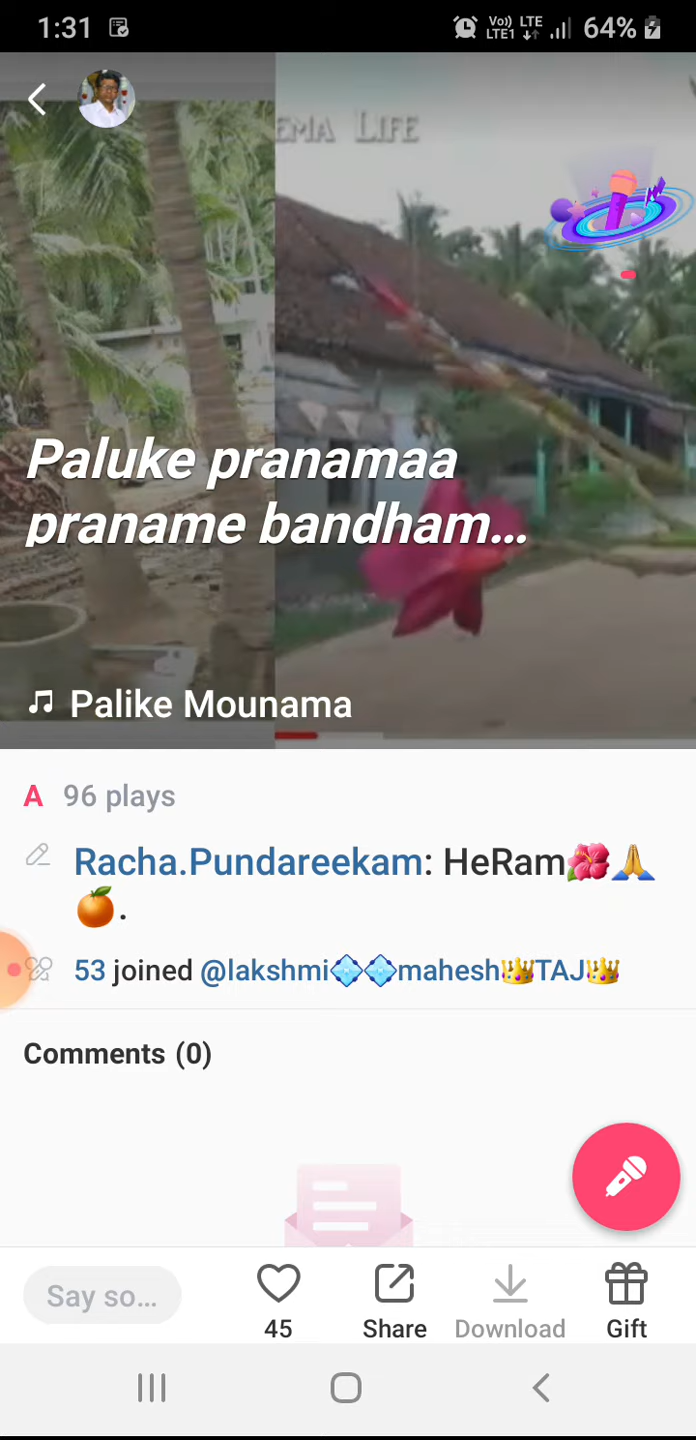 1:31
Vo)) LTE
LTE1
64%
EMA LIFE
Paluke pranamaa
praname bandham...
Palike Mounama
A 96 plays
Racha.Pundareekam: HeRam🌺🙏
🍊.
53 joined @lakshmi💠💠mahesh👑TAJ👑
Comments (0)
Say so...
45
Share
Download
Gift